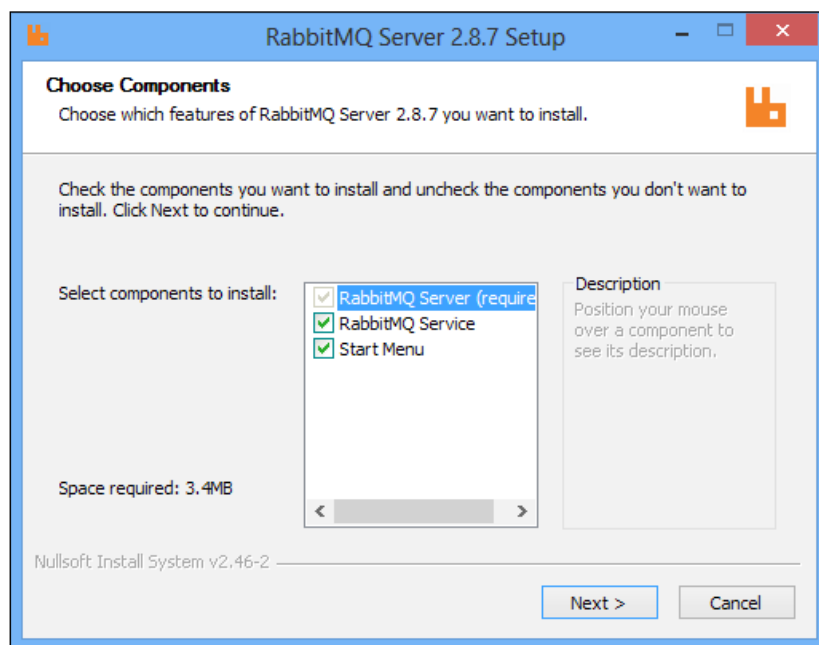 RabbitMQ Server 2.8.7 Setup
Choose Components
Choose which features of RabbitMQ Server 2.8.7 you want to install.
Check the components you want to install and uncheck the components you don't want to
install. Click Next to continue.
Select components to install:
RabbitMQ Server (require
RabbitMQ Service
Start Menu
Description
Position your mouse
over a component to
see its description.
Space required: 3.4MB
Nullsoft Install System v2.46-2
Next >
Cancel